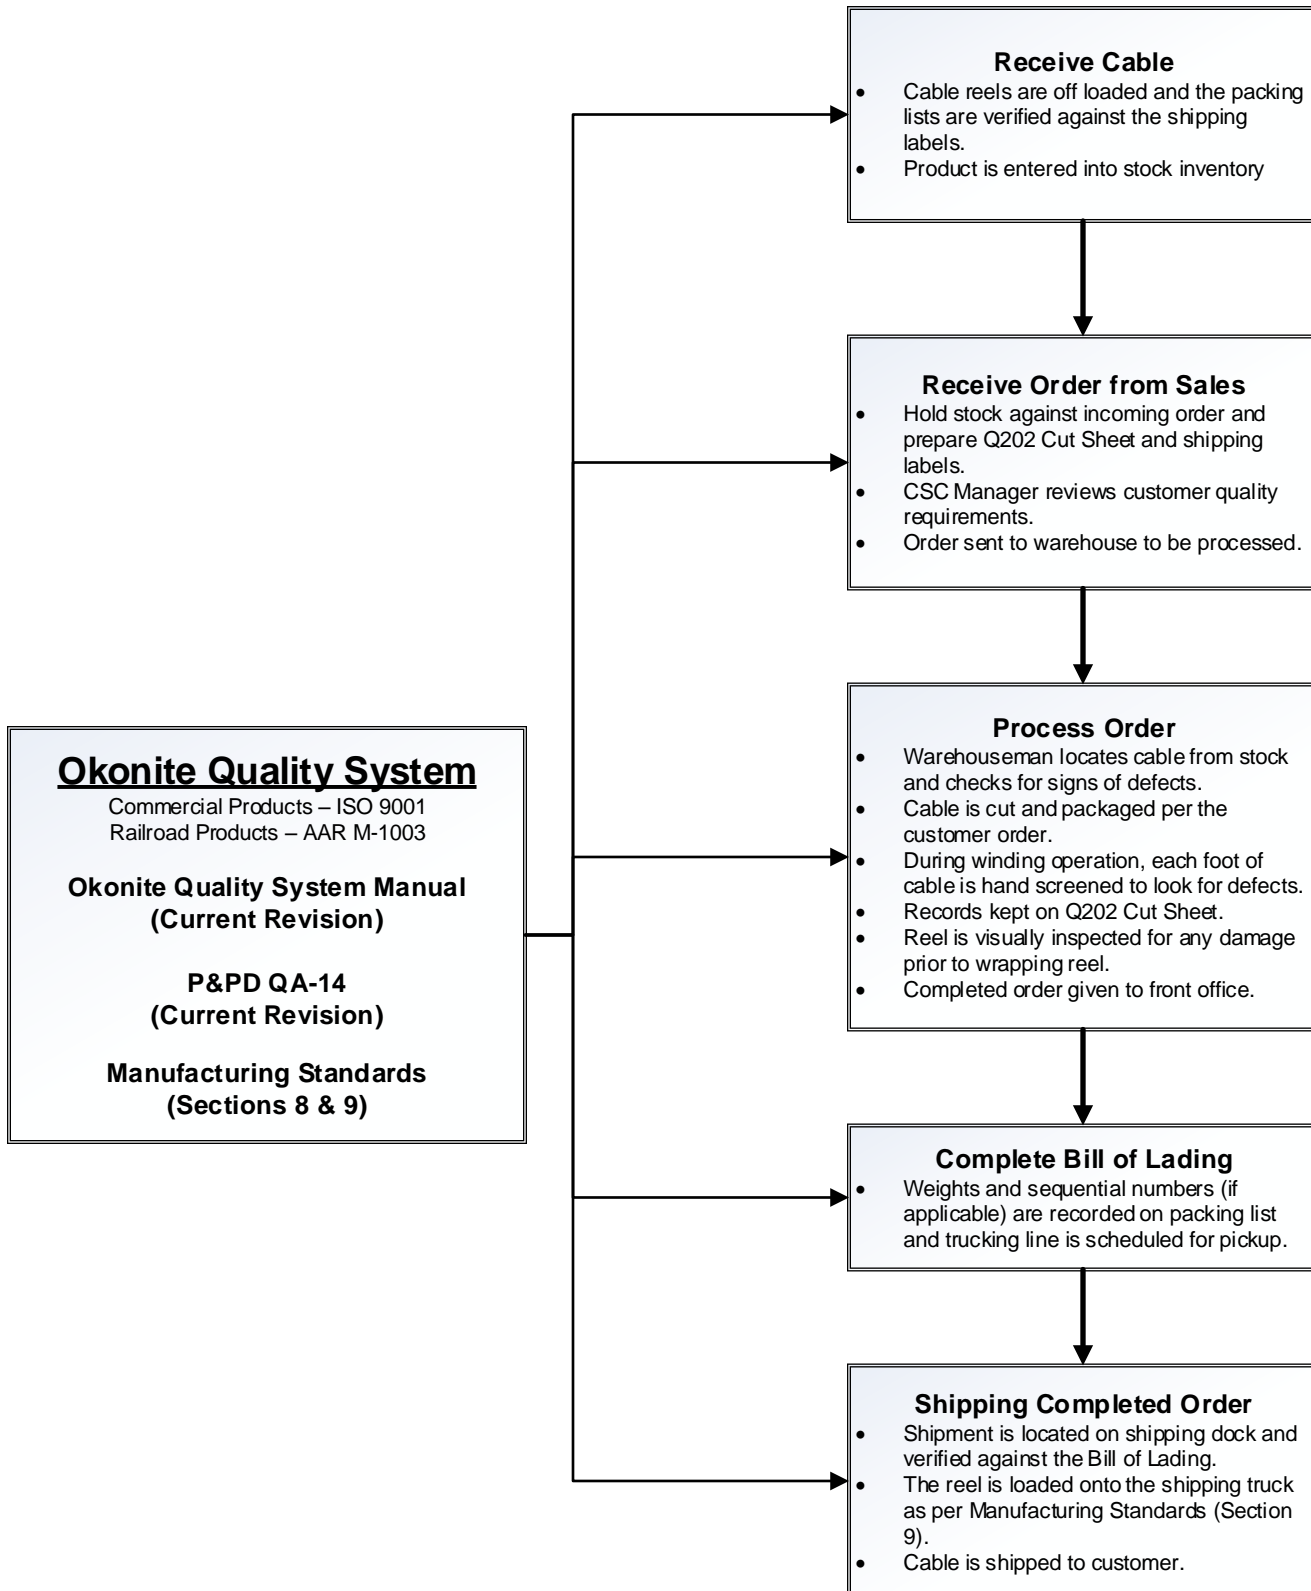 Receive Cable
• Cable reels are off loaded and the packing
lists are verified against the shipping
labels.
• Product is entered into stock inventory
Receive Order from Sales
• Hold stock against incoming order and
prepare Q202 Cut Sheet and shipping
labels.
• CSC Manager reviews customer quality
requirements.
• Order sent to warehouse to be processed.
Okonite Quality System
Commercial Products – ISO 9001
Railroad Products – AAR M-1003
Okonite Quality System Manual
(Current Revision)
P&PD QA-14
(Current Revision)
Manufacturing Standards
(Sections 8 & 9)
Process Order
• Warehouseman locates cable from stock
and checks for signs of defects.
• Cable is cut and packaged per the
customer order.
• During winding operation, each foot of
cable is hand screened to look for defects.
• Records kept on Q202 Cut Sheet.
• Reel is visually inspected for any damage
prior to wrapping reel.
• Completed order given to front office.
Complete Bill of Lading
• Weights and sequential numbers (if
applicable) are recorded on packing list
and trucking line is scheduled for pickup.
Shipping Completed Order
• Shipment is located on shipping dock and
verified against the Bill of Lading.
• The reel is loaded onto the shipping truck
as per Manufacturing Standards (Section
9).
• Cable is shipped to customer.